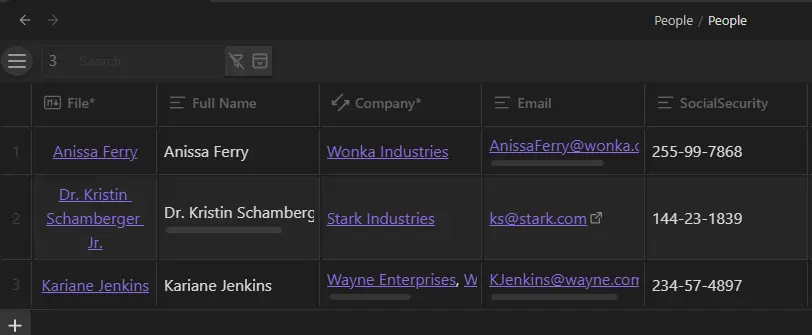 People / People
3 Search
File* Full Name Company* Email SocialSecurity
1 Anissa Ferry Anissa Ferry Wonka Industries AnissaFerry@wonka.c 255-99-7868
Dr. Kristin
2 Schamberger Dr. Kristin Schamberg Stark Industries ks@stark.com 144-23-1839
Jr.
3 Kariane Jenkins Kariane Jenkins Wayne Enterprises, W KJenkins@wayne.com 234-57-4897